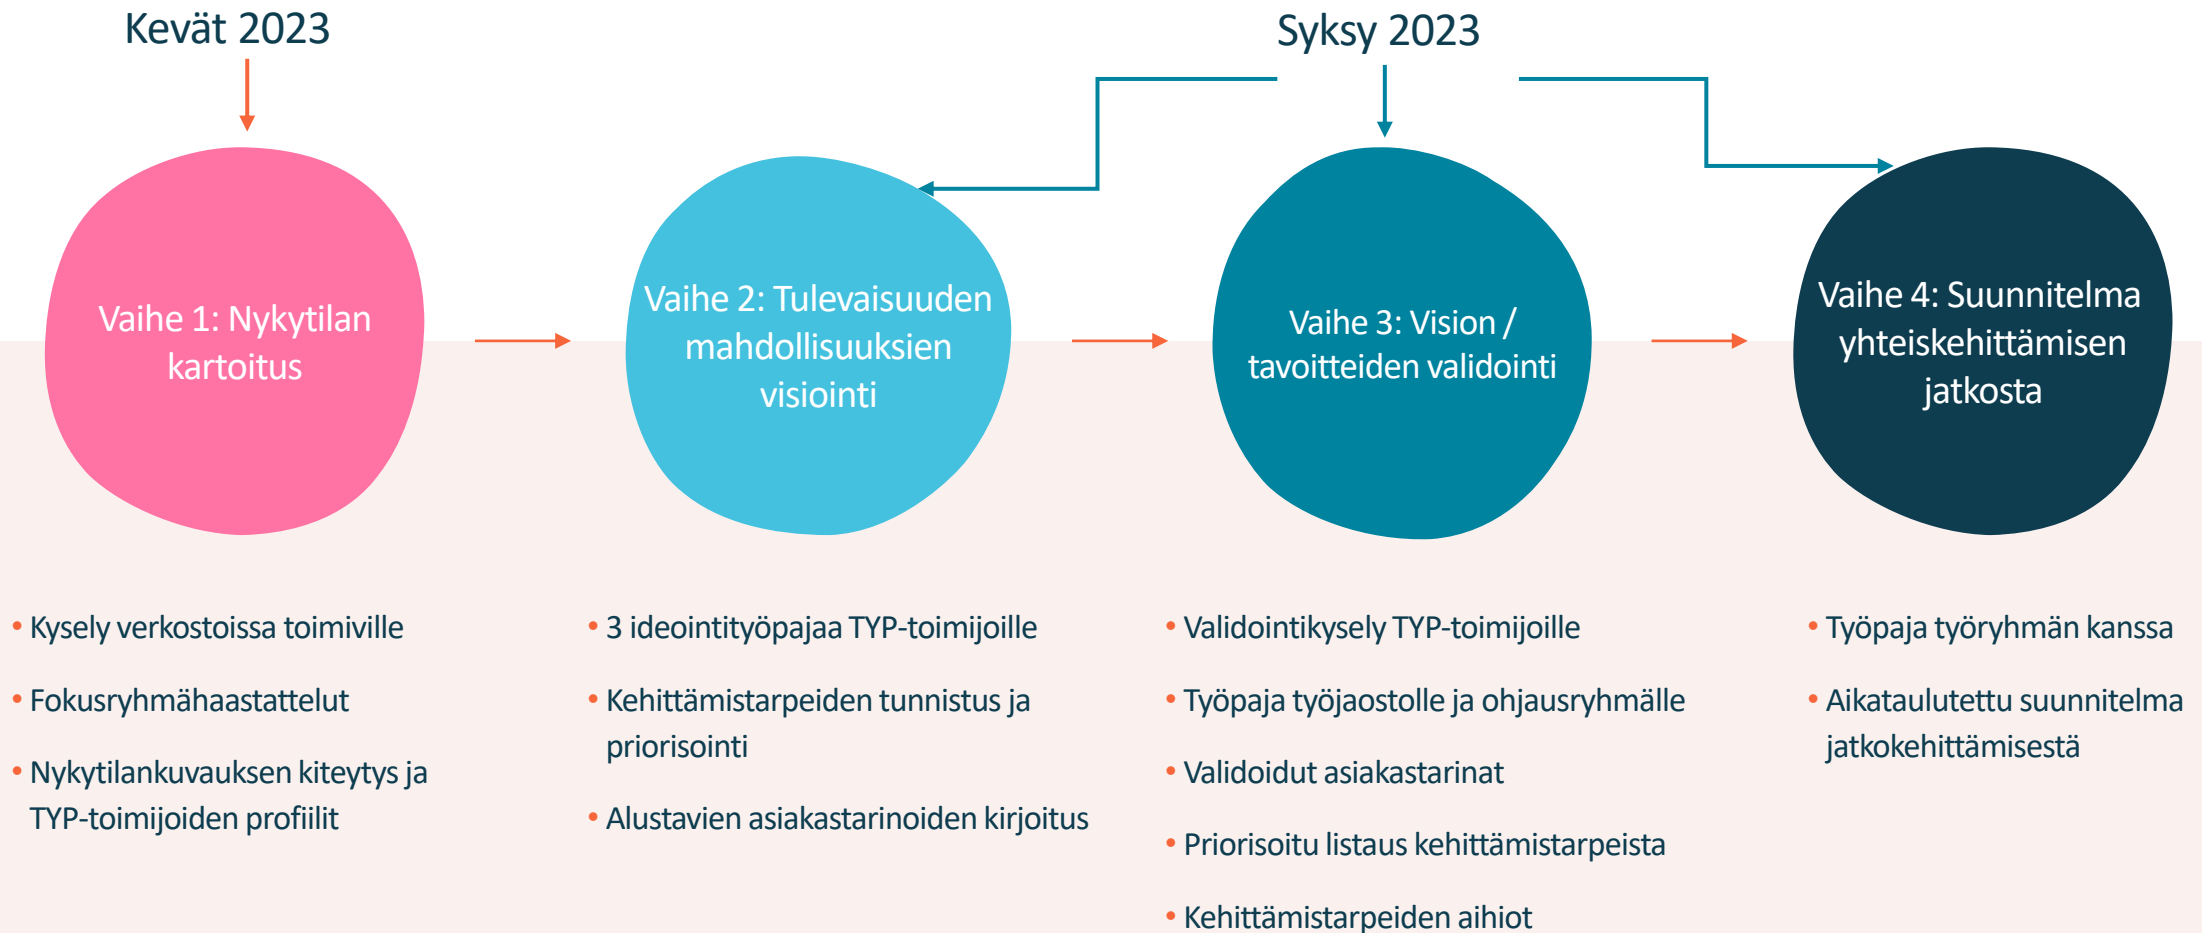 Kevät 2023
Syksy 2023
Vaihe 1: Nykytilan
kartoitus
Vaihe 2: Tulevaisuuden
mahdollisuuksien
visiointi
Vaihe 3: Vision /
tavoitteiden validointi
Vaihe 4: Suunnitelma
yhteiskehittämisen
jatkosta
• Kysely verkostoissa toimiville
• Fokusryhmähaastattelut
• Nykytilankuvauksen kiteytys ja
TYP-toimijoiden profiilit
• 3 ideointityöpajaa TYP-toimijoille
• Kehittämistarpeiden tunnistus ja
priorisointi
• Alustavien asiakastarinoiden kirjoitus
• Validointikysely TYP-toimijoille
• Työpaja työjaostolle ja ohjausryhmälle
• Validoidut asiakastarinat
• Priorisoitu listaus kehittämistarpeista
• Kehittämistarpeiden aihiot
• Työpaja työryhmän kanssa
• Aikataulutettu suunnitelma
jatkokehittämisestä